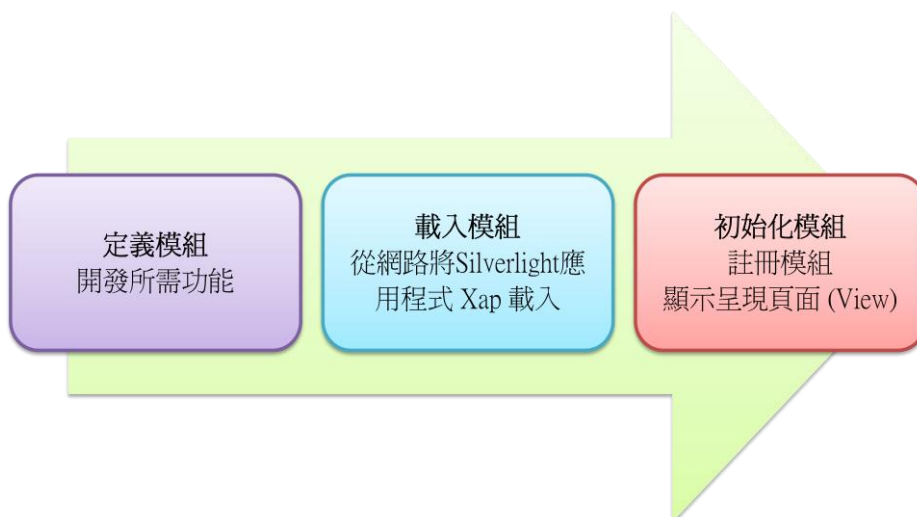 定義模組
開發所需功能
載入模組
從網路將Silverlight應
用程式 Xap 載入
初始化模組
註冊模組
顯示呈現頁面 (View)